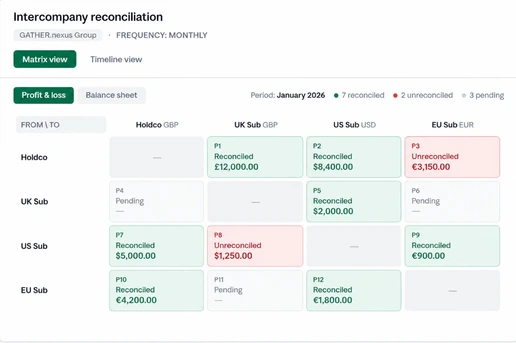 Intercompany reconciliation
GATHER.nexus Group · FREQUENCY: MONTHLY
Matrix view Timeline view
Profit & loss Balance sheet Period: January 2026 7 reconciled 2 unreconciled 3 pending
FROM \ TO Holdco GBP UK Sub GBP US Sub USD EU Sub EUR
Holdco
—
P1
Reconciled
£12,000.00
P2
Reconciled
$8,400.00
P3
Unreconciled
€3,150.00
UK Sub
P4
Pending
—
—
P5
Reconciled
$2,000.00
P6
Pending
—
US Sub
P7
Reconciled
$5,000.00
P8
Unreconciled
$1,250.00
—
P9
Reconciled
€900.00
EU Sub
P10
Reconciled
€4,200.00
P11
Pending
—
P12
Reconciled
€1,800.00
—